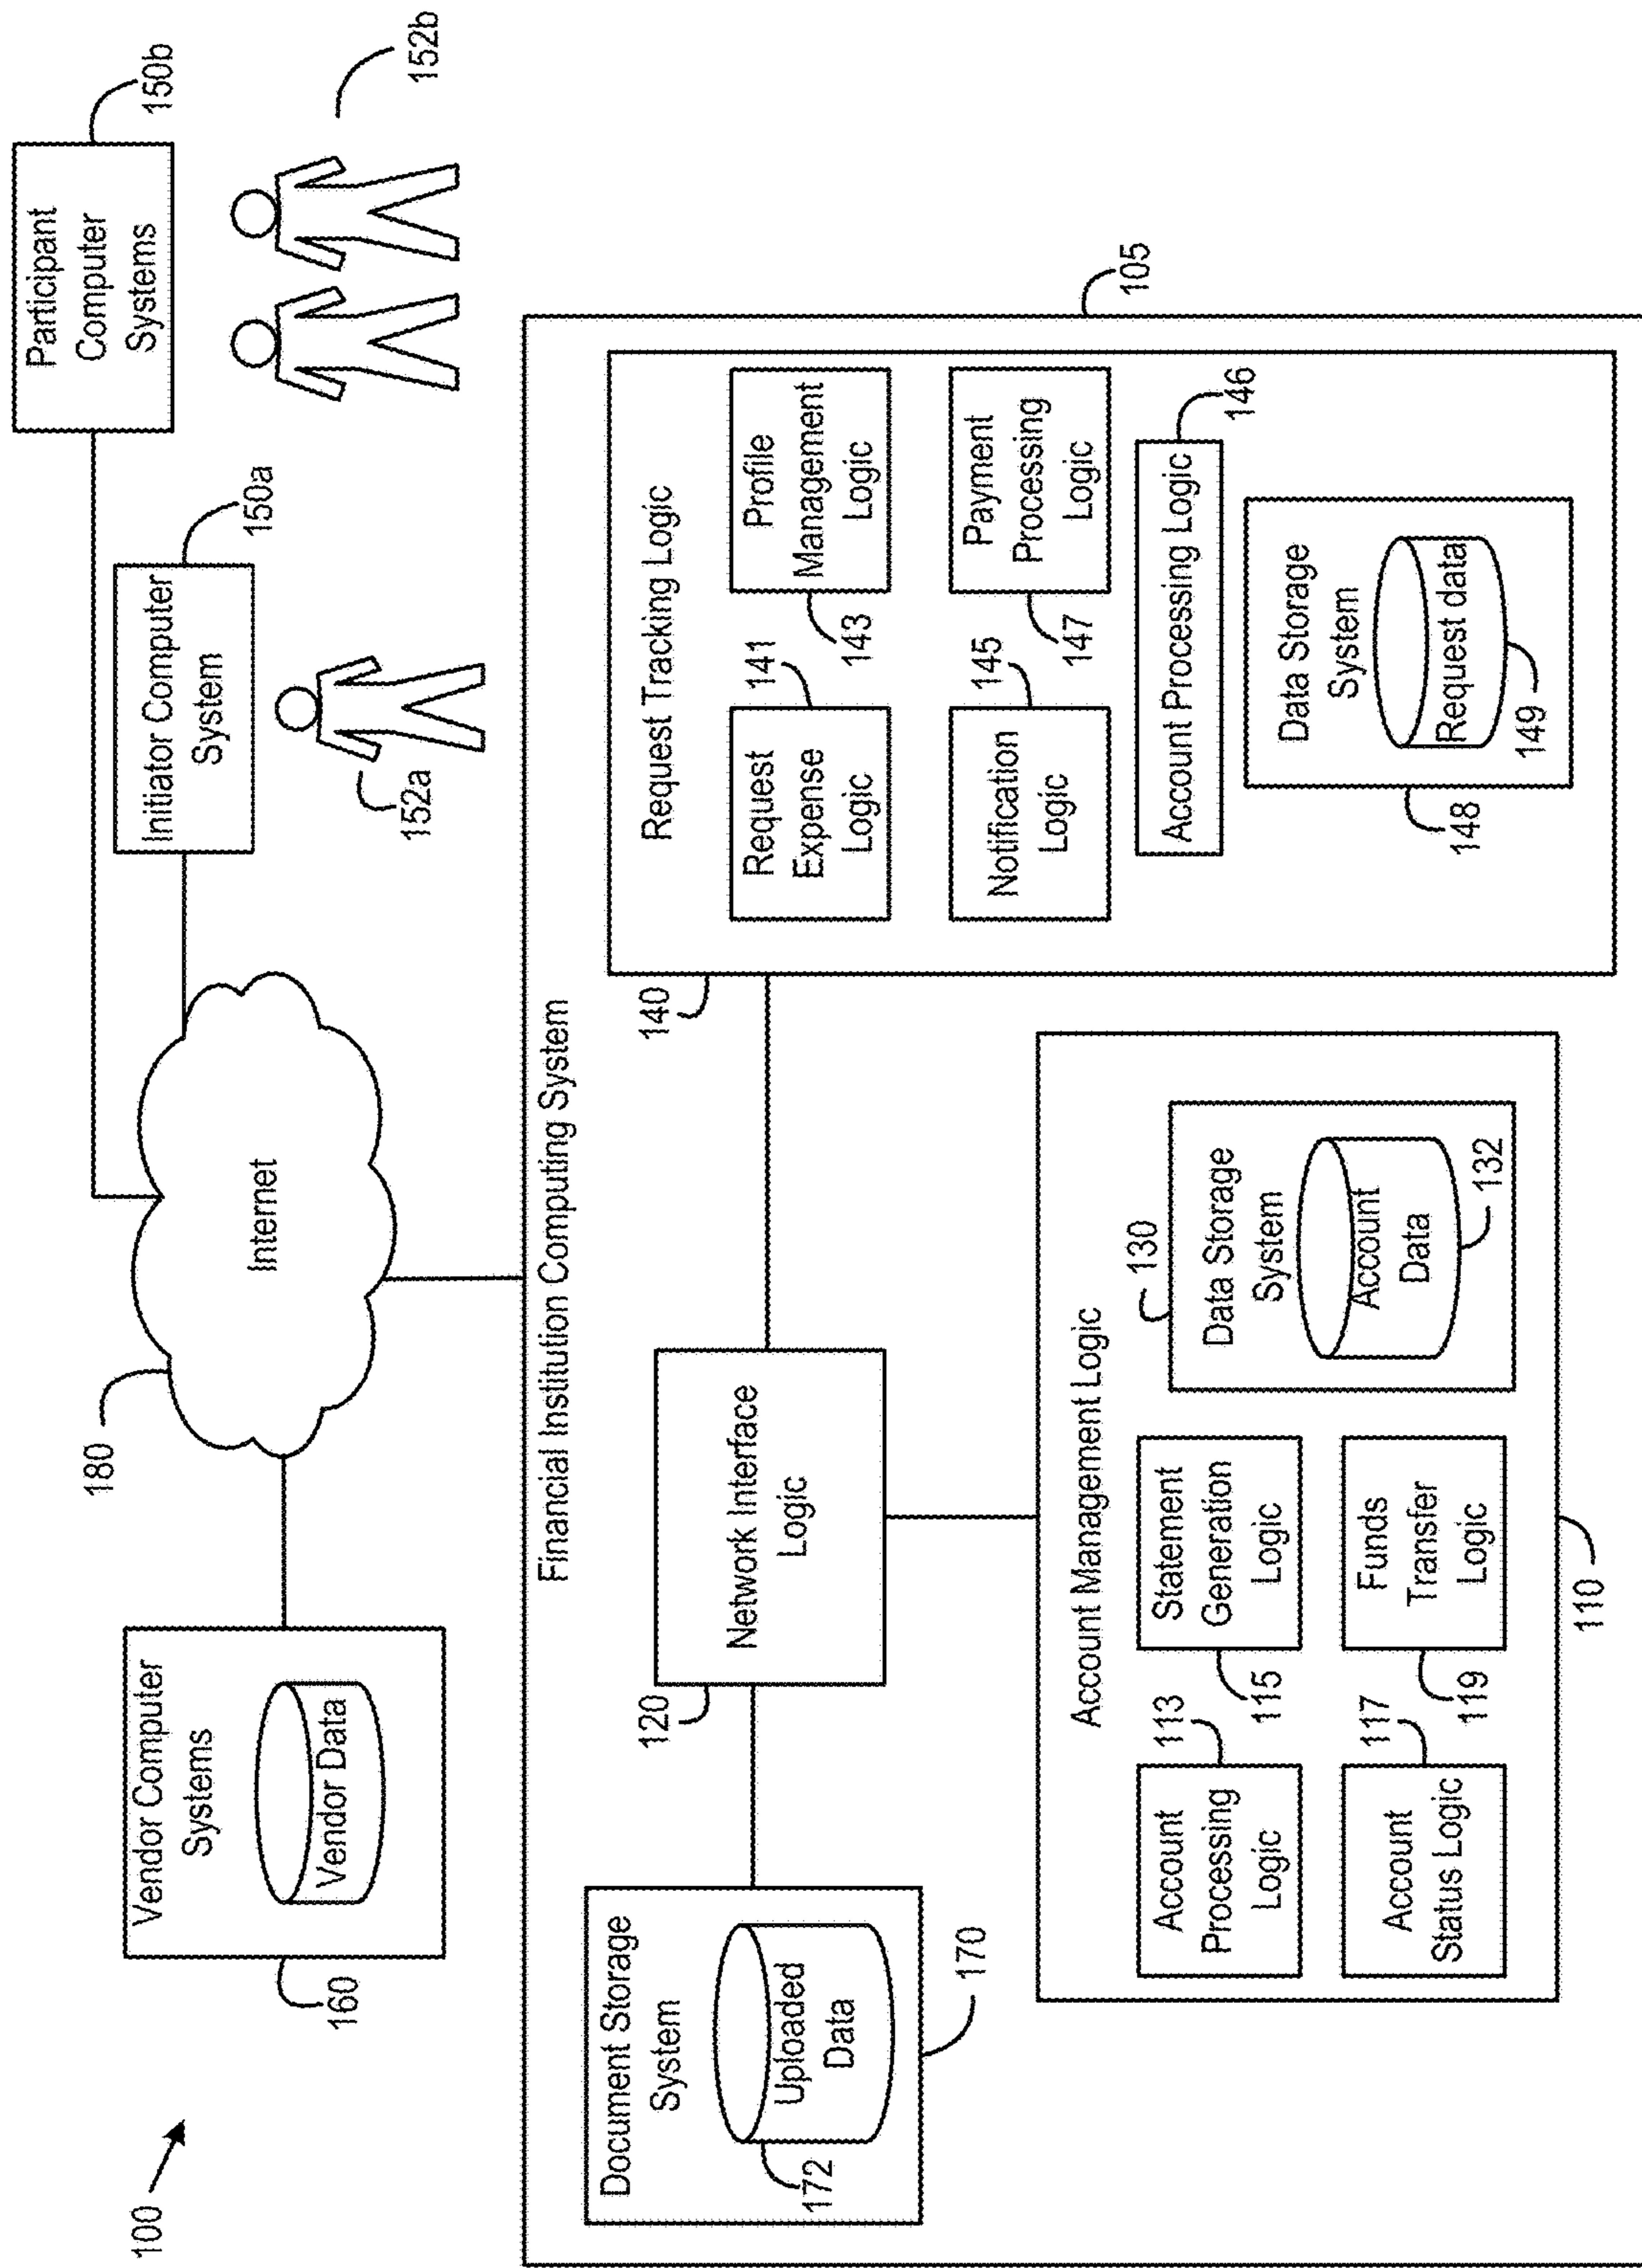 100
Vendor Computer
Systems
Vendor Data
160
180
Internet
Initiator Computer
System
150a
152a
Participant
Computer
Systems
150b
152b
Financial Institution Computing System
105
Document Storage
System
Uploaded
Data
172
170
120
Network Interface
Logic
Account Management Logic
Account
Processing
Logic
113
Statement
Generation
Logic
115
Account
Status Logic
117
Funds
Transfer
Logic
119
130
Data Storage
System
Account
Data
132
110
140
Request Tracking Logic
Request
Expense
Logic
141
Profile
Management
Logic
143
Notification
Logic
145
Payment
Processing
Logic
147
Account Processing Logic
146
Data Storage
System
Request data
148
149